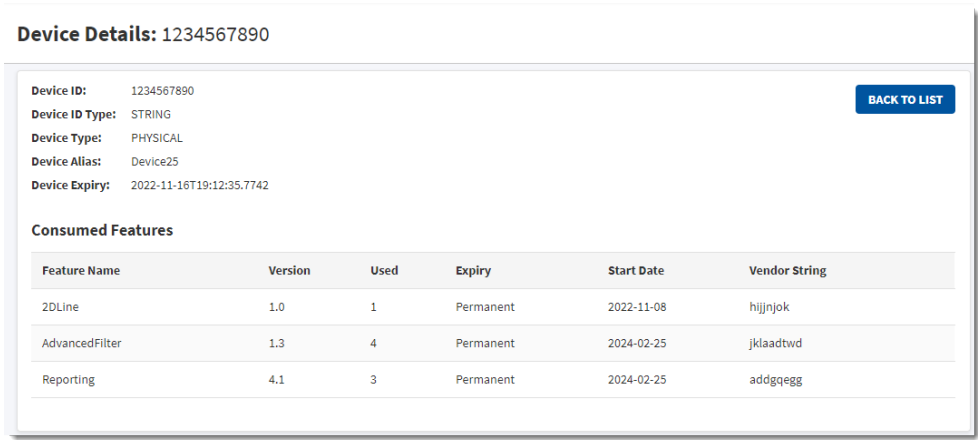 Device Details: 1234567890
Device ID: 1234567890
BACK TO LIST
Device ID Type: STRING
Device Type: PHYSICAL
Device Alias: Device25
Device Expiry: 2022-11-16T19:12:35.7742
Consumed Features
Feature Name Version Used Expiry Start Date Vendor String
2DLine 1.0 1 Permanent 2022-11-08 hijjnjok
AdvancedFilter 1.3 4 Permanent 2024-02-25 jklaadtwd
Reporting 4.1 3 Permanent 2024-02-25 addgqegg